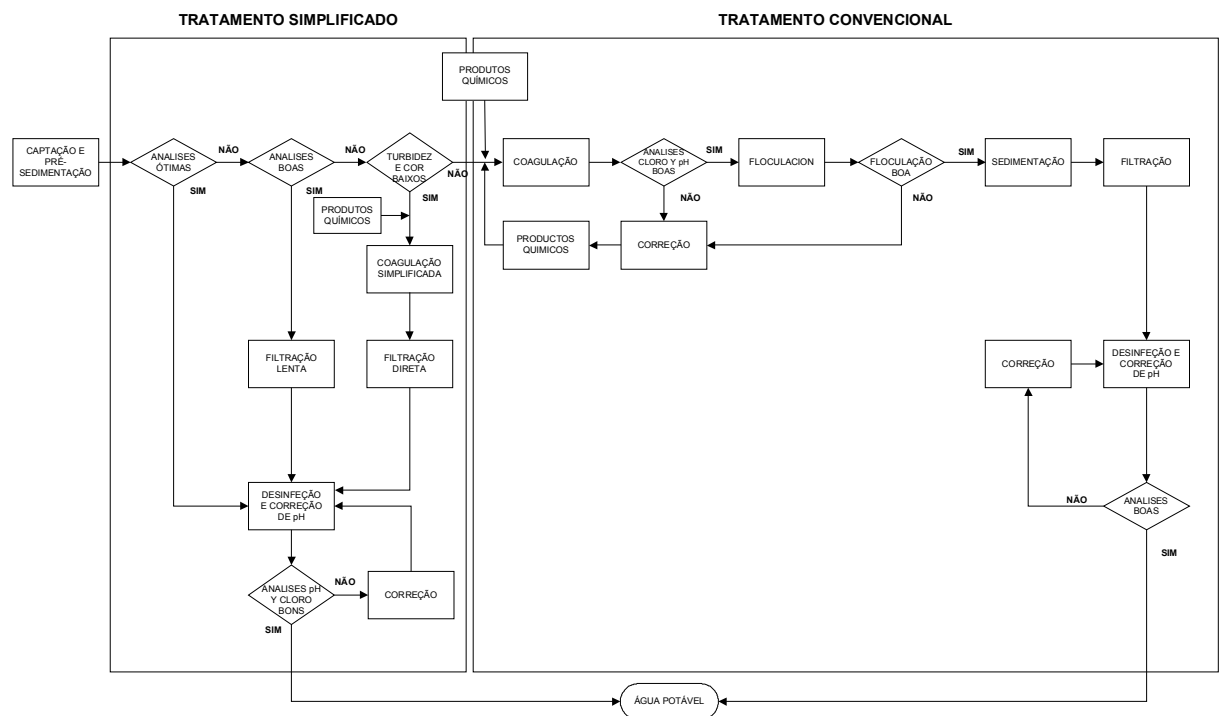 TRATAMENTO SIMPLIFICADO
TRATAMENTO CONVENCIONAL
PRODUTOS
QUÍMICOS
CAPTAÇÃO E
PRÉ-
SEDIMENTAÇÃO
ANALISES
ÓTIMAS
NÃO
SIM
ANALISES
BOAS
NÃO
SIM
TURBIDEZ
E COR
BAIXOS
NÃO
SIM
PRODUTOS
QUÍMICOS
COAGULAÇÃO
SIMPLIFICADA
FILTRAÇÃO
LENTA
FILTRAÇÃO
DIRETA
DESINFEÇÃO
E CORREÇÃO
DE pH
ANALISES pH
Y CLORO
BONS
NÃO
SIM
CORREÇÃO
COAGULAÇÃO
ANALISES
CLORO Y pH
BOAS
SIM
NÃO
FLOCULACION
FLOCULAÇÃO
BOA
SIM
NÃO
SEDIMENTAÇÃO
FILTRAÇÃO
PRODUCTOS
QUIMICOS
CORREÇÃO
CORREÇÃO
DESINFEÇÃO E
CORREÇÃO
DE pH
NÃO
ANALISES
BOAS
SIM
ÁGUA POTÁVEL